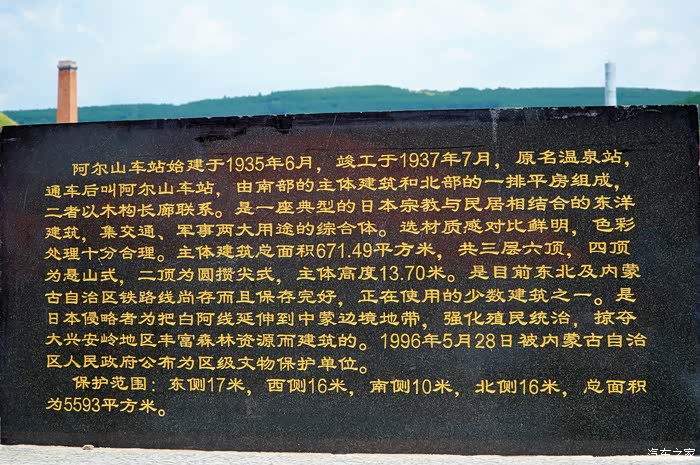 阿尔山车站始建于1935年6月，竣工于1937年7月，原名温泉站，
通车后叫阿尔山车站，由南部的主体建筑和北部的一排平房组成，
二者以木构长廊联系。是一座典型的日本宗教与民居相结合的东洋
建筑，集交通、军事两大用途的综合体。选材质感对比鲜明，色彩
处理十分合理。主体建筑总面积671.49平方米，共三层六顶，四顶
为悬山式，二顶为圆攒尖式，主体高度13.70米。是目前东北及内蒙
古自治区铁路线尚存而且保存完好，正在使用的少数建筑之一。是
日本侵略者为把白阿线延伸到中蒙边境地带，强化殖民统治，掠夺
大兴安岭地区丰富森林资源而建筑的。1996年5月28日被内蒙古自治
区人民政府公布为区级文物保护单位。
保护范围：东侧17米，西侧16米，南侧10米，北侧16米，总面积
为5593平方米。
汽车之家